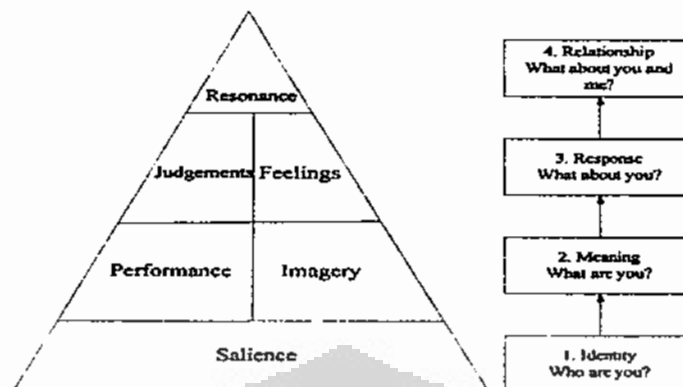 Resonance
Judgements Feelings
Performance Imagery
Salience
4. Relationship
What about you and
me?
3. Response
What about you?
2. Meaning
What are you?
1. Identity
Who are you?